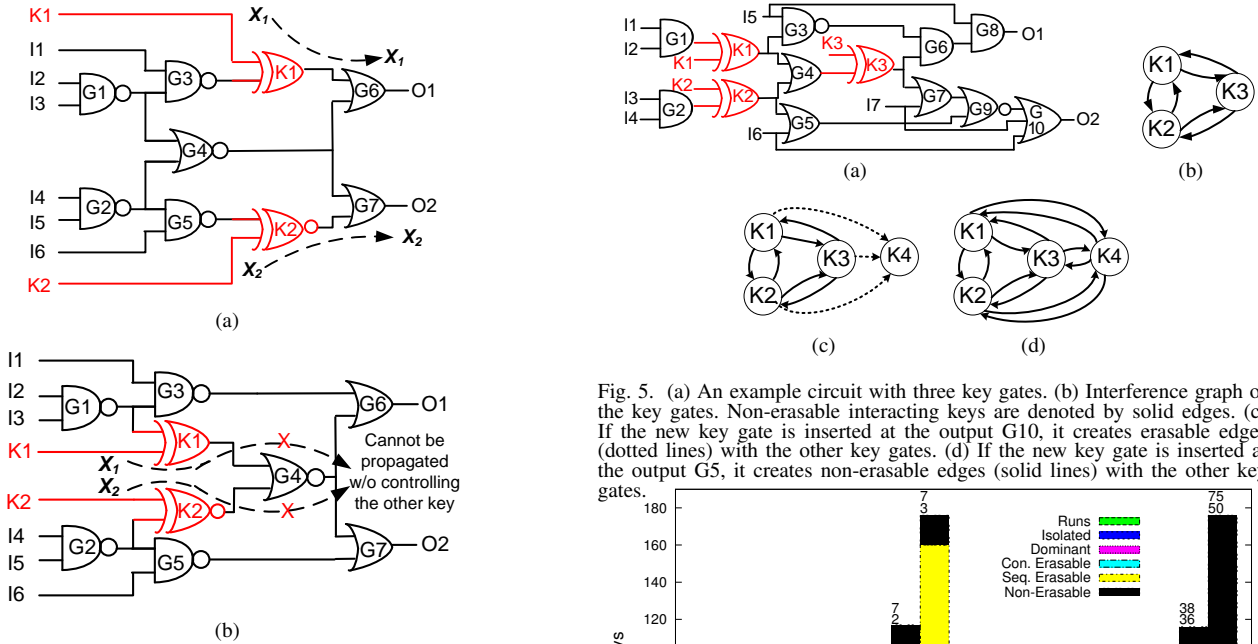 K1
X1
X1
I1
I2
I3
G1
G3
K1
G6
O1
G4
I4
I5
I6
G2
G5
K2
G7
O2
X2
X2
K2
(a)
I1
I2
I3
K1
G1
G3
K1
G6
O1
X
X1
X2
G4
Cannot be
propagated
w/o controlling
the other key
K2
K2
X
I4
I5
I6
G2
G5
G7
O2
(b)
I1
I2
G1
K1
K1
I5
G3
K3
K3
G6
G8
O1
K2
K2
I3
I4
G2
G4
I7
G7
G9
G
10
O2
I6
G5
(a)
K1
K3
K2
(b)
K1
K3
K4
K2
(c)
K1
K3
K4
K2
(d)
Fig. 5. (a) An example circuit with three key gates. (b) Interference graph o
the key gates. Non-erasable interacting keys are denoted by solid edges. (c
If the new key gate is inserted at the output G10, it creates erasable edge
(dotted lines) with the other key gates. (d) If the new key gate is inserted a
the output G5, it creates non-erasable edges (solid lines) with the other key
gates.
180
160
140
120
7
3
7
2
75
50
38
36
Runs
Isolated
Dominant
Con. Erasable
Seq. Erasable
Non-Erasable